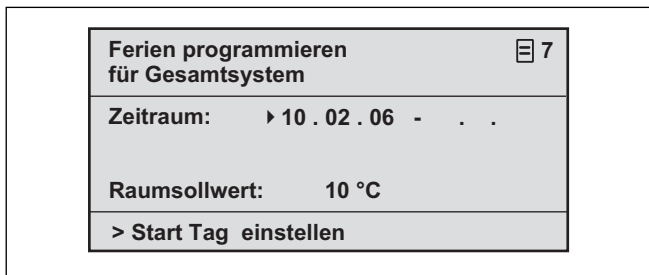 Ferien programmieren 7
für Gesamtsystem
Zeitraum: 10 . 02 . 06 - . .
Raumsollwert: 10 °C
> Start Tag einstellen